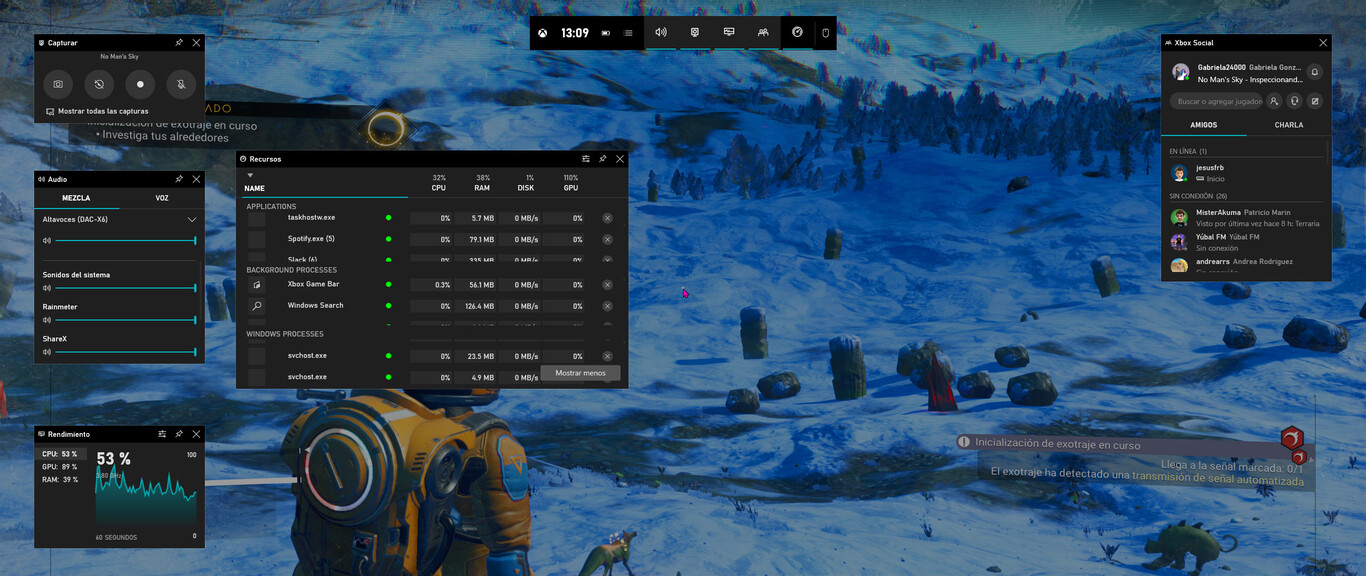 13:09
Capturar
No Man's Sky
Mostrar todas las capturas
ADO
Inicialización de exotraje en curso
• Investiga tus alrededores
Audio
MEZCLA VOZ
Altavoces (DAC-X6)
Sonidos del sistema
Rainmeter
ShareX
Rendimiento
CPU: 53 %
GPU: 89 %
RAM: 39 %
53 %
100
60 SEGUNDOS
0
Recursos
32% 38% 1% 110%
NAME CPU RAM DISK GPU
APPLICATIONS
taskhostw.exe 0% 5.7 MB 0 MB/s 0%
Spotify.exe (5) 0% 79.1 MB 0 MB/s 0%
Slack (6) 0% 335 MB 0 MB/s 0%
BACKGROUND PROCESSES
Xbox Game Bar 0.3% 56.1 MB 0 MB/s 0%
Windows Search 0% 126.4 MB 0 MB/s 0%
WINDOWS PROCESSES
svchost.exe 0% 23.5 MB 0 MB/s 0%
svchost.exe 0% 4.9 MB 0 MB/s
Mostrar menos
Xbox Social
Gabriela24000 Gabriela Gonz...
No Man's Sky - Inspeccionand...
Buscar o agregar jugador
AMIGOS CHARLA
EN LÍNEA (1)
jesusfrb
Inicio
SIN CONEXIÓN (26)
MisterAkuma Patricio Marin
Visto por última vez hace 8 h: Terraria
Yúbal FM Yúbal FM
Sin conexión
andrearrs Andrea Rodriguez
Sin conexión
Inicialización de exotraje en curso
Llega a la señal marcada: 0/1
El exotraje ha detectado una transmisión de señal automatizada